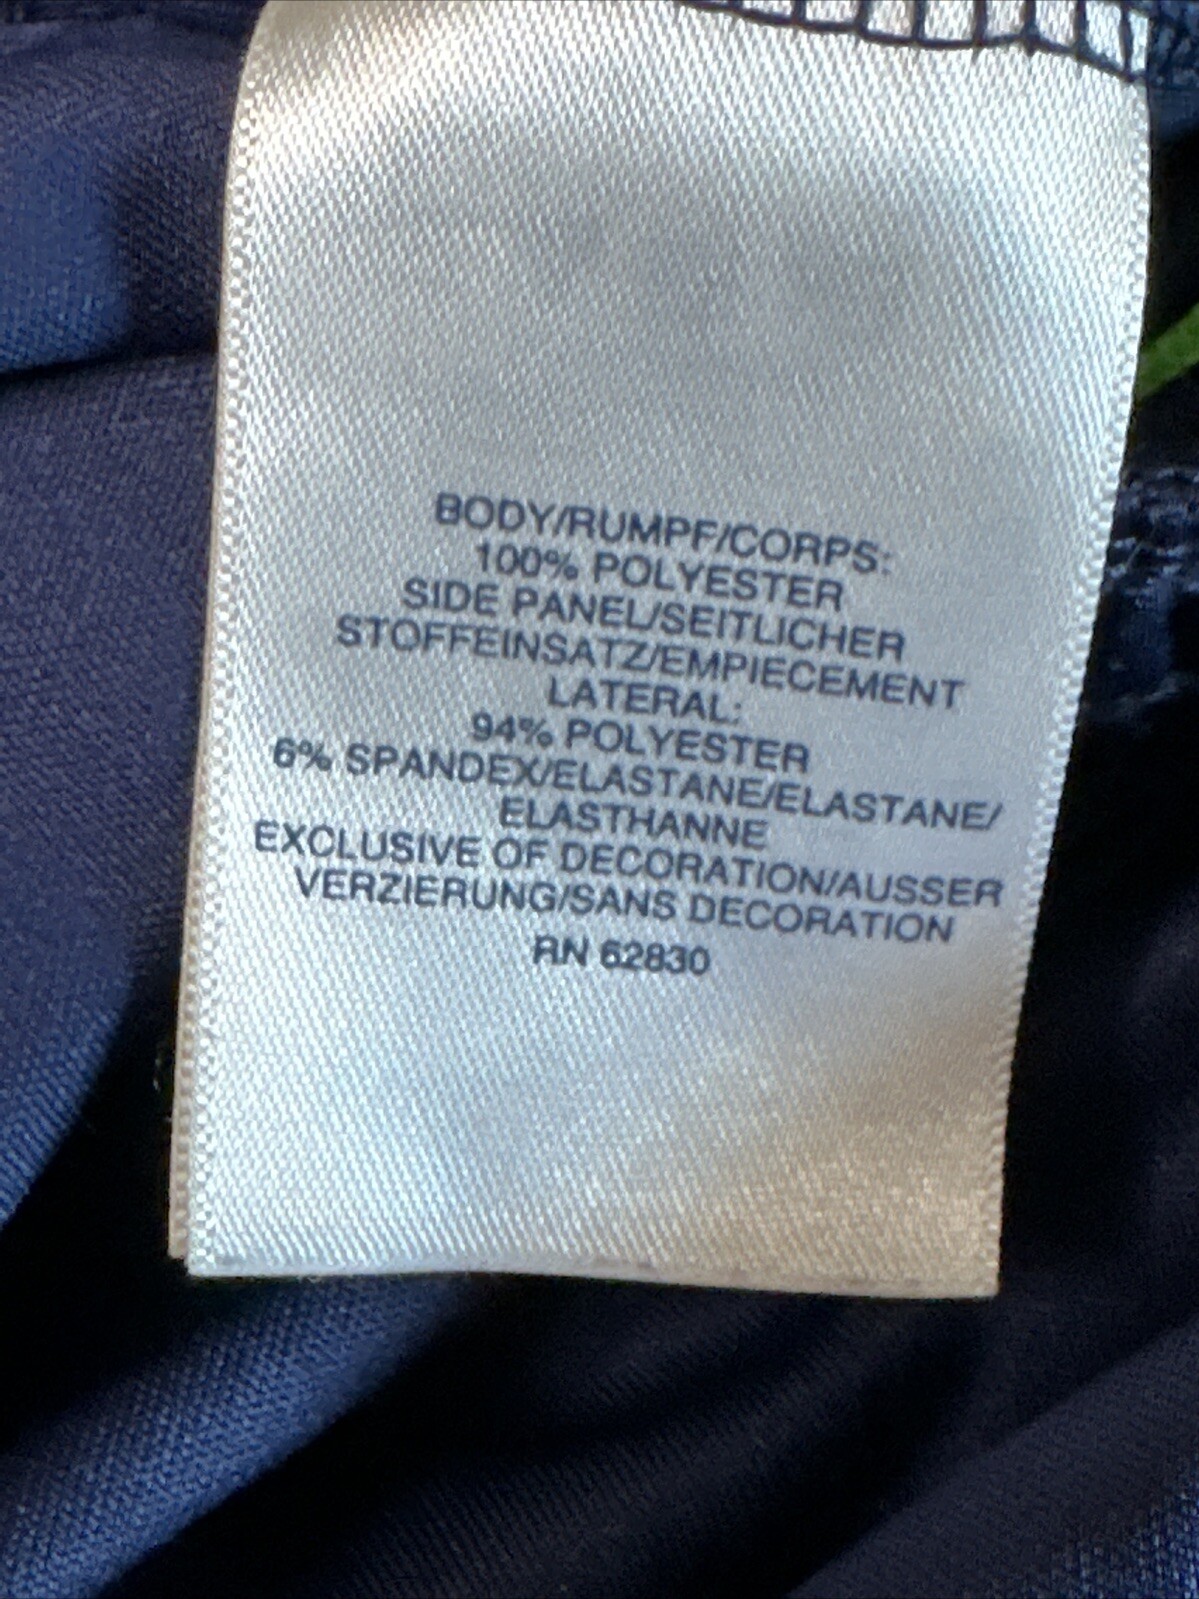 BODY/RUMPF/CORPS:
100% POLYESTER
SIDE PANEL/SEITLICHER
STOFFEINSATZ/EMPIECEMENT
LATERAL:
94% POLYESTER
6% SPANDEX/ELASTANE/ELASTANE/
ELASTHANNE
EXCLUSIVE OF DECORATION/AUSSER
VERZIERUNG/SANS DECORATION
RN 62830